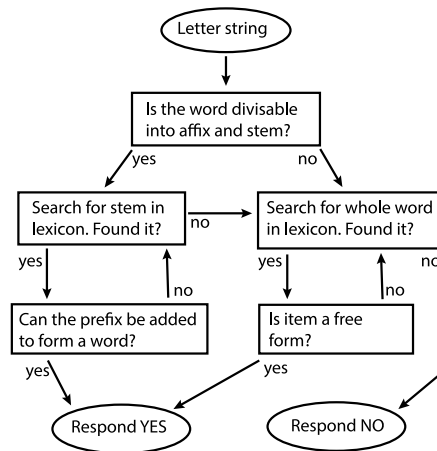 Letter string
Is the word divisable
into affix and stem?
yes
no
Search for stem in
lexicon. Found it?
no
Search for whole word
in lexicon. Found it?
yes
no
yes
no
no
Can the prefix be added
to form a word?
Is item a free
form?
yes
yes
Respond YES
Respond NO